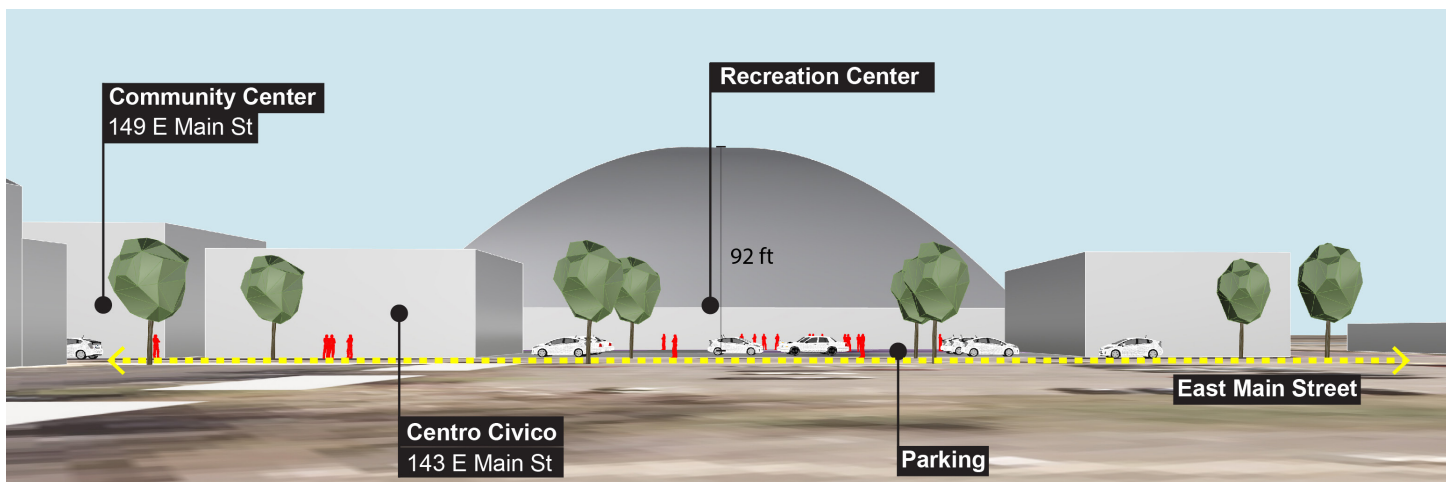 Community Center
149 E Main St
Recreation Center
92 ft
East Main Street
Centro Civico
143 E Main St
Parking